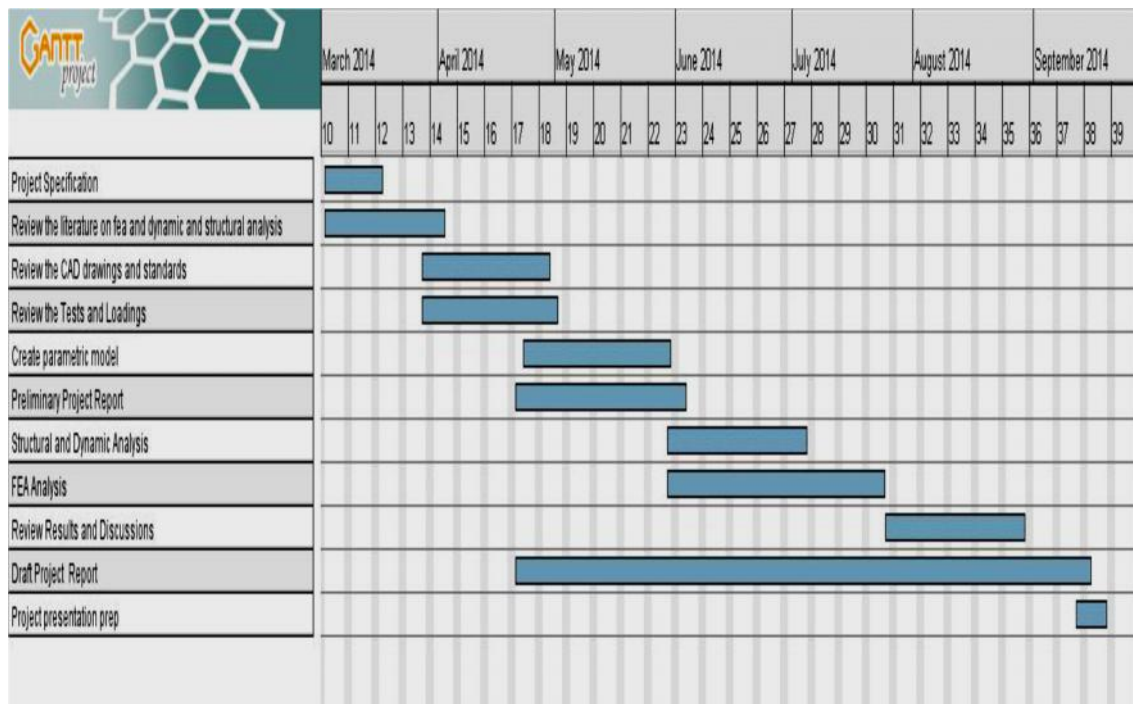 GANTT
project
March 2014 April 2014 May 2014 June 2014 July 2014 August 2014 September 2014
10 11 12 13 14 15 16 17 18 19 20 21 22 23 24 25 26 27 28 29 30 31 32 33 34 35 36 37 38 39
Project Specification
Review the literature on fea and dynamic and structural analysis
Review the CAD drawings and standards
Review the Tests and Loadings
Create parametric model
Preliminary Project Report
Structural and Dynamic Analysis
FEA Analysis
Review Results and Discussions
Draft Project Report
Project presentation prep